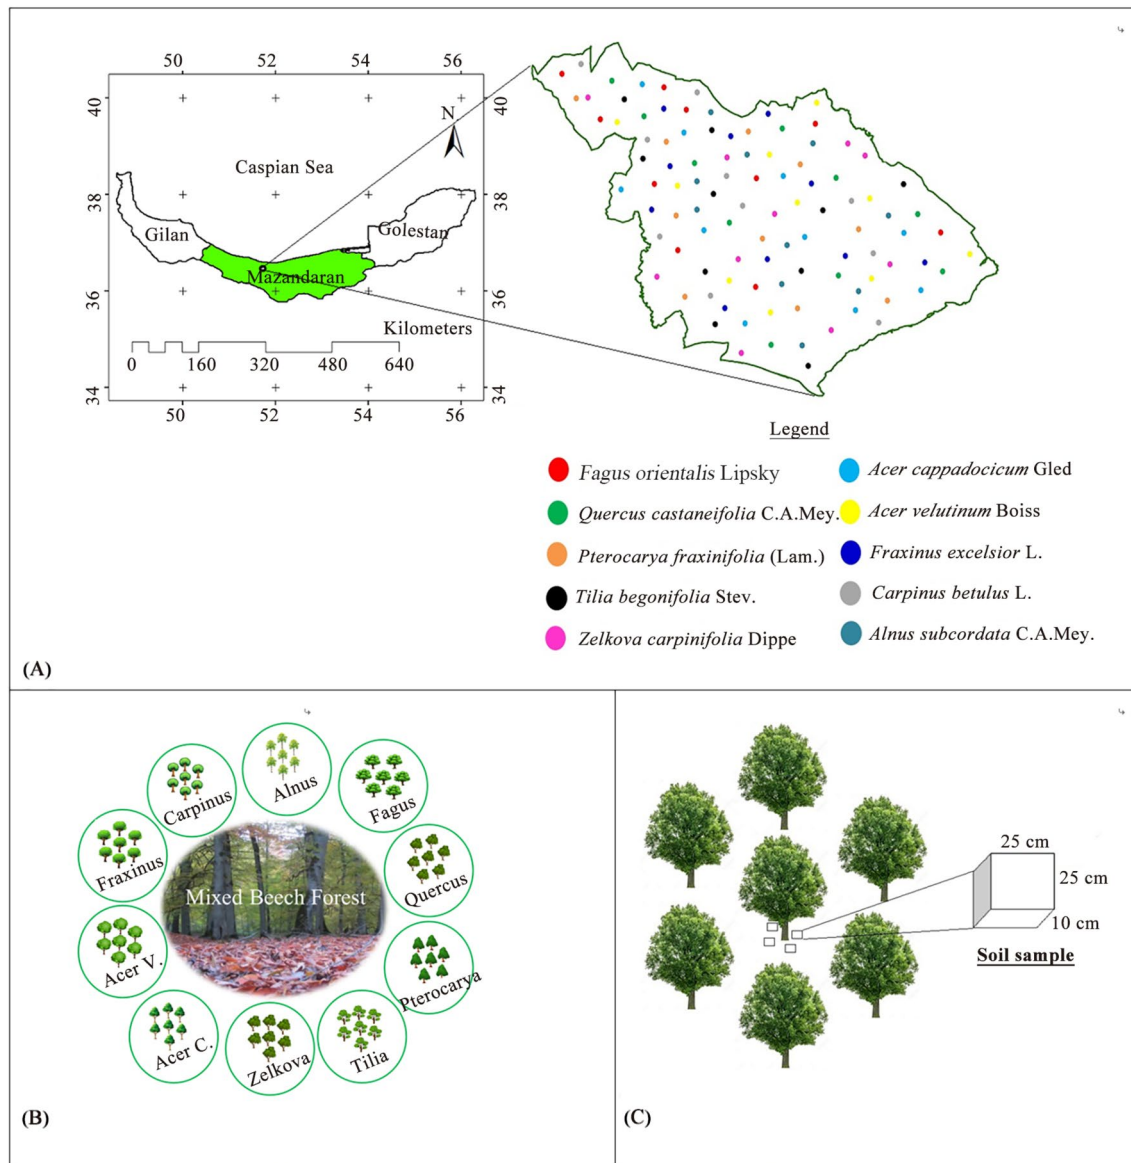 50 52 54 56
40 40
N
Caspian Sea
38 38
Gilan
Golestan
Mazandaran
36 36
Kilometers
0 160 320 480 640
34 34
50 52 54 56
Legend
Fagus orientalis Lipsky
Acer cappadocicum Gled
Quercus castaneifolia C.A.Mey.
Acer velutinum Boiss
Pterocarya fraxinifolia (Lam.)
Fraxinus excelsior L.
Tilia begonifolia Stev.
Carpinus betulus L.
Zelkova carpinifolia Dippe
Alnus subcordata C.A.Mey.
(A)
Alnus
Carpinus
Fagus
Fraxinus
Quercus
Mixed Beech Forest
Acer V.
Pterocarya
Acer C.
Zelkova
Tilia
(B)
25 cm
25 cm
10 cm
Soil sample
(C)